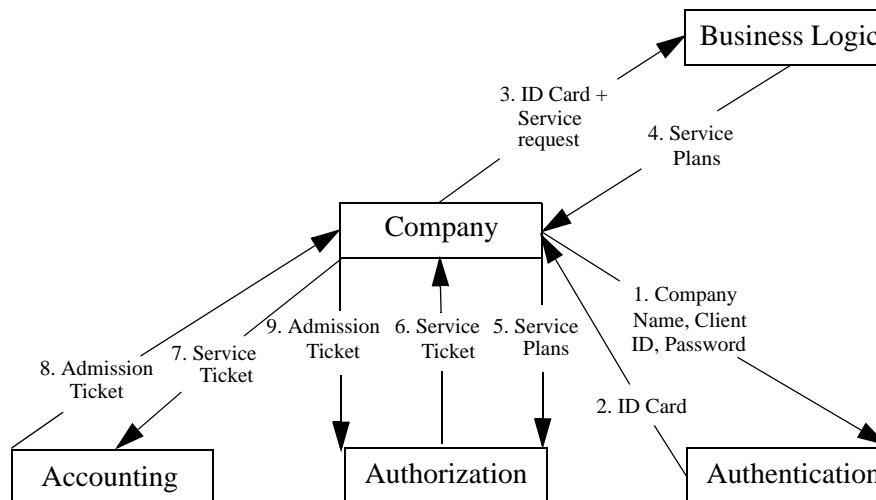 Business Logic
3. ID Card +
Service
request
4. Service
Plans
Company
1. Company
Name, Client
ID, Password
9. Admission
Ticket
6. Service
Ticket
5. Service
Plans
7. Service
Ticket
8. Admission
Ticket
2. ID Card
Accounting
Authorization
Authentication